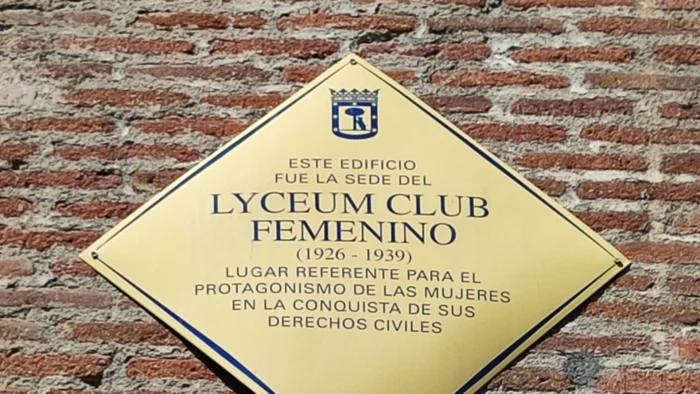 ESTE EDIFICIO
FUE LA SEDE DEL
LYCEUM CLUB
FEMENINO
(1926 - 1939)
LUGAR REFERENTE PARA EL
PROTAGONISMO DE LAS MUJERES
EN LA CONQUISTA DE SUS
DERECHOS CIVILES